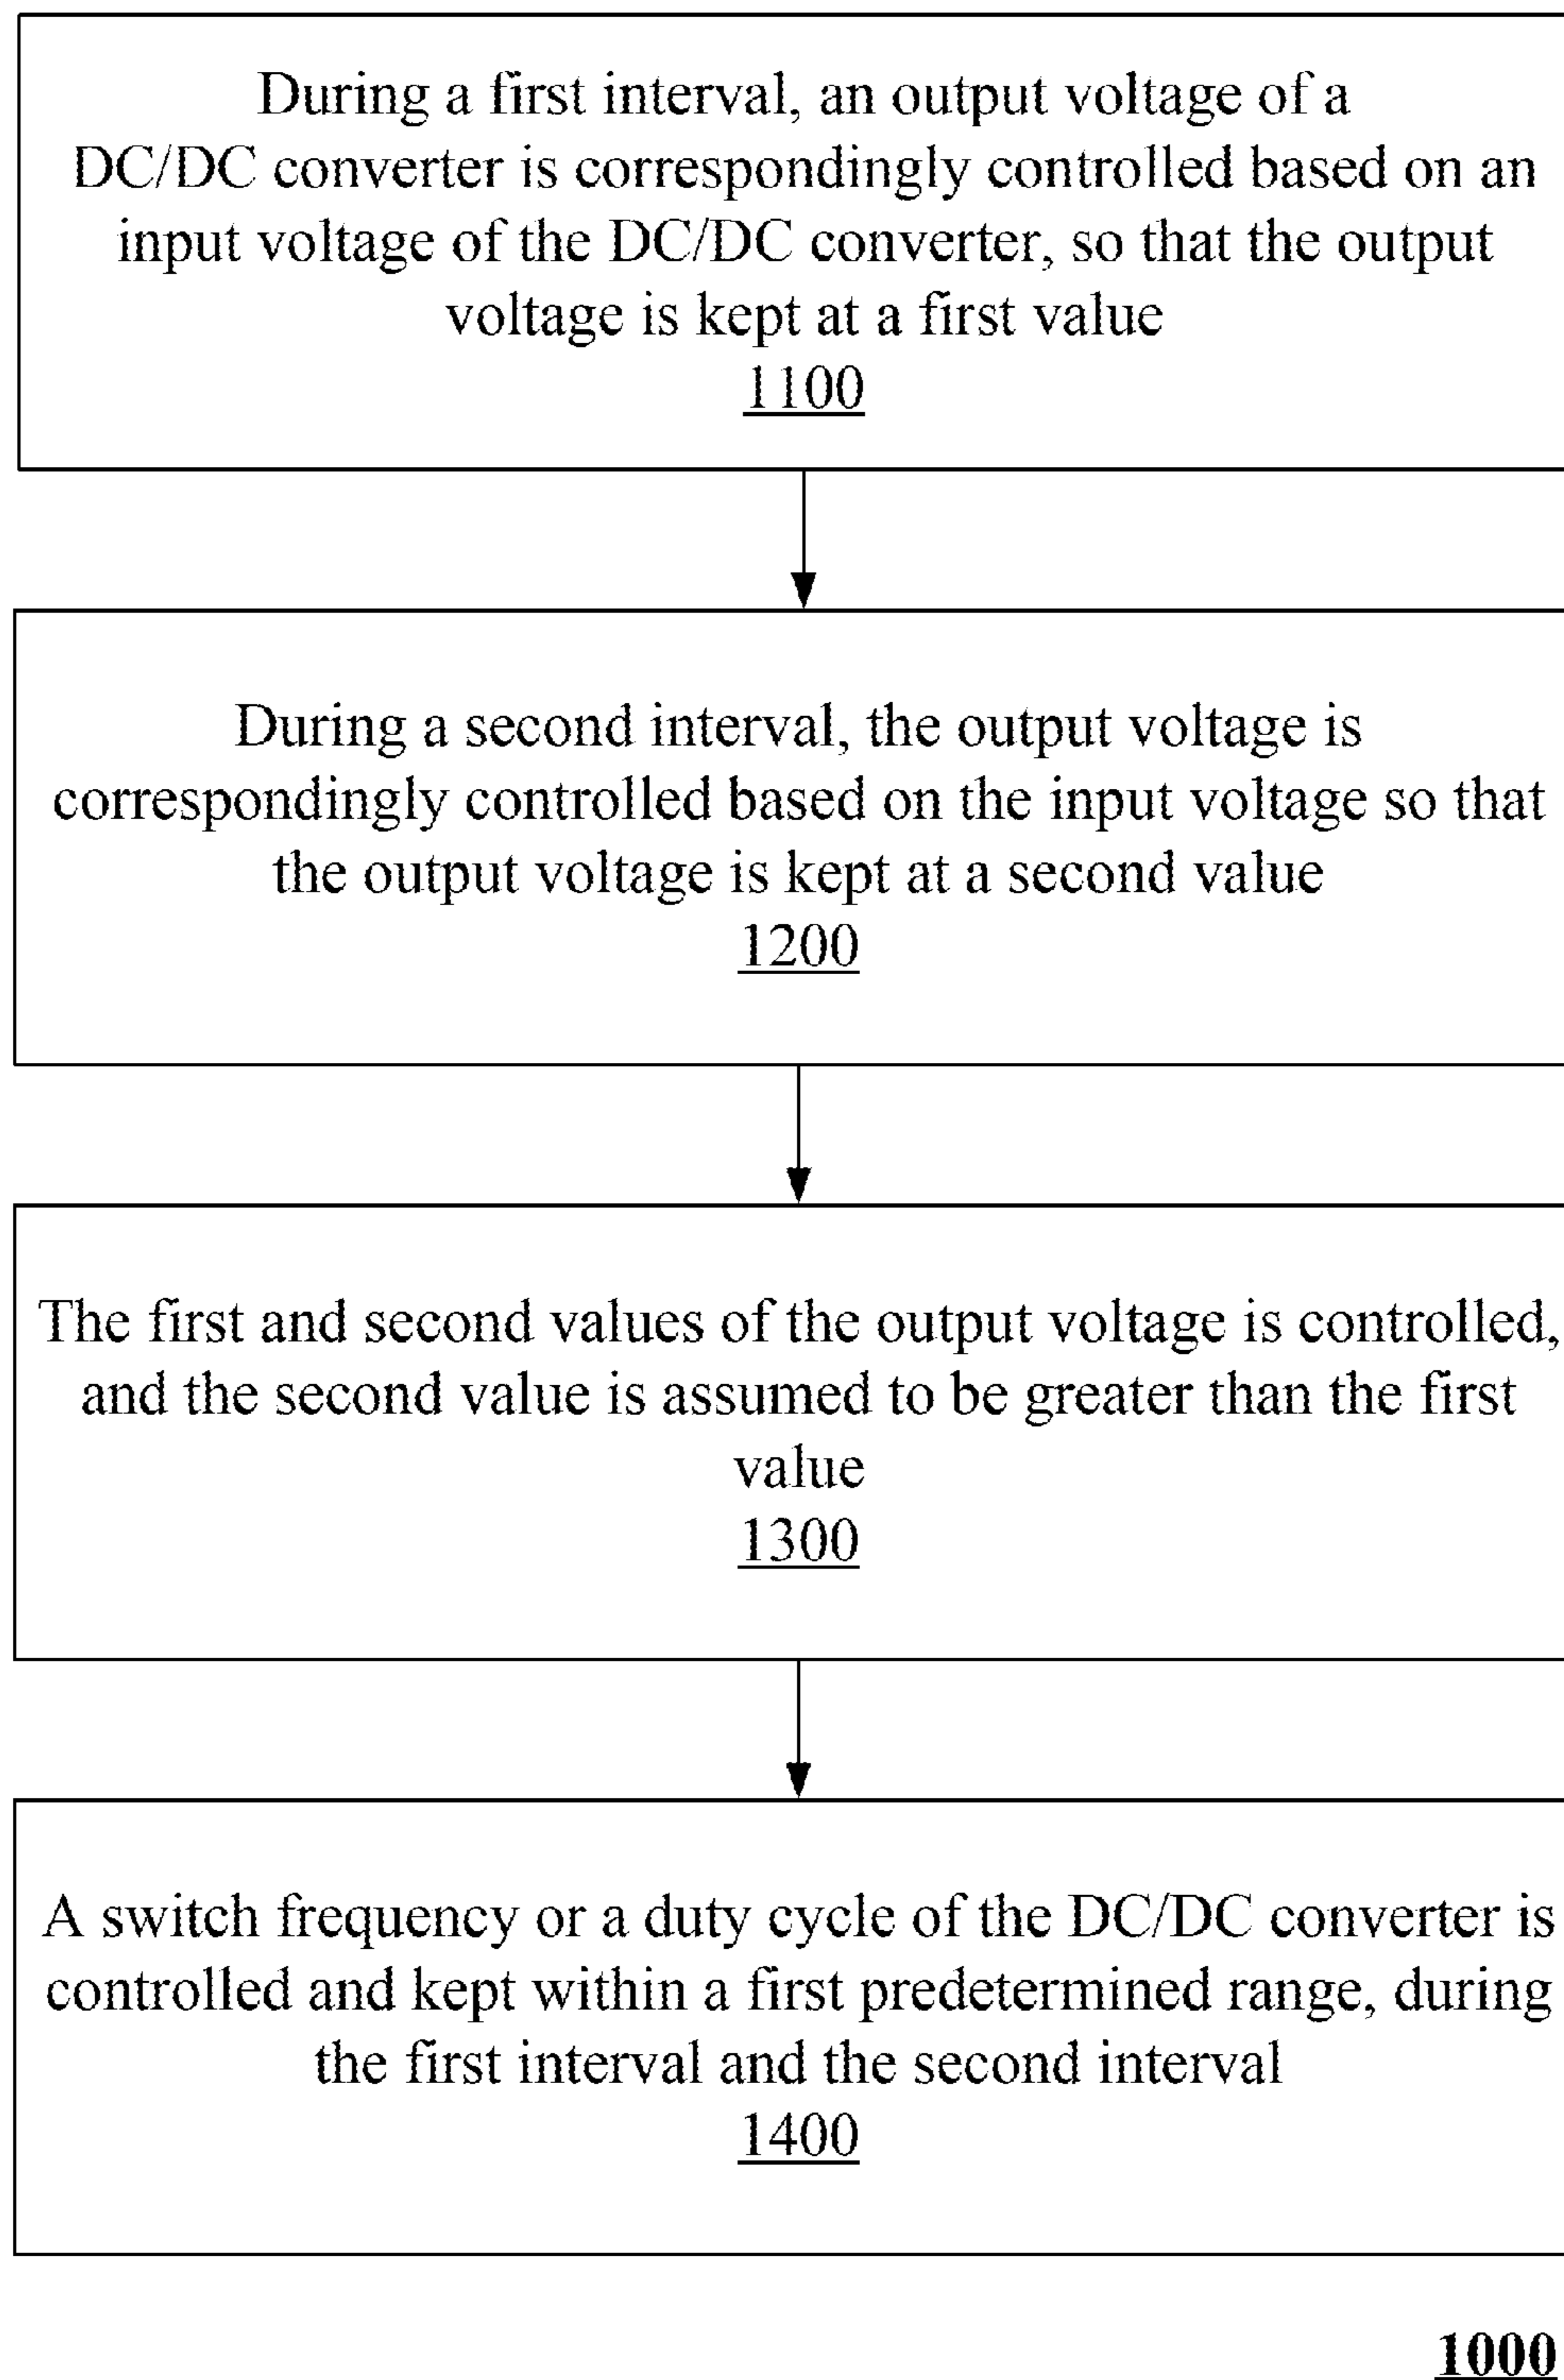 During a first interval, an output voltage of a
DC/DC converter is correspondingly controlled based on an
input voltage of the DC/DC converter, so that the output
voltage is kept at a first value
1100
During a second interval, the output voltage is
correspondingly controlled based on the input voltage so that
the output voltage is kept at a second value
1200
The first and second values of the output voltage is controlled,
and the second value is assumed to be greater than the first
value
1300
A switch frequency or a duty cycle of the DC/DC converter is
controlled and kept within a first predetermined range, during
the first interval and the second interval
1400
1000